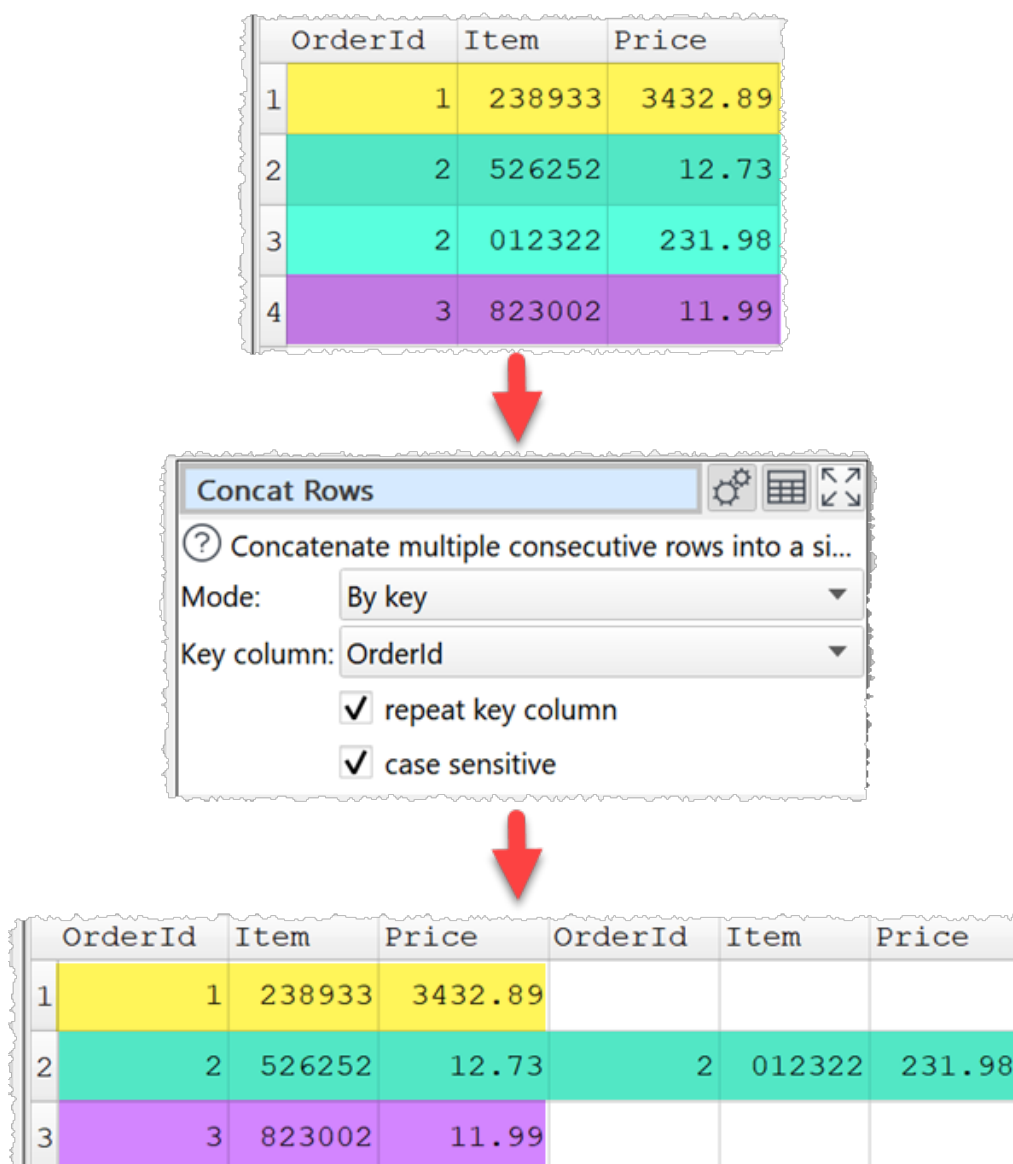 OrderId Item Price
1 1 238933 3432.89
2 2 526252 12.73
3 2 012322 231.98
4 3 823002 11.99
Concat Rows
? Concatenate multiple consecutive rows into a si...
Mode: By key
Key column: OrderId
repeat key column
case sensitive
OrderId Item Price OrderId Item Price
1 1 238933 3432.89
2 2 526252 12.73 2 012322 231.98
3 3 823002 11.99